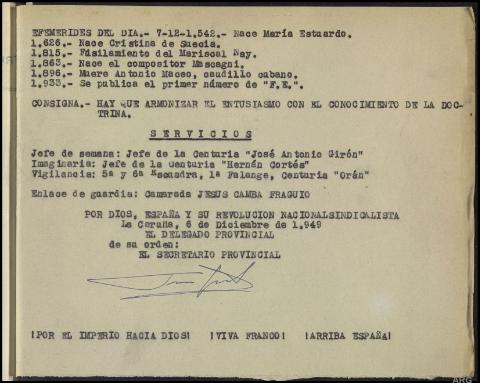 EFEMERIDES DEL DIA.- 7-12-1.542.- Nace María Estuardo.
1.626.- Nace Cristina de Suecia.
1.815.- Fusilamiento del Mariscal Ney.
1.863.- Nace el compositor Mascagni.
1.896.- Muere Antonio Maceo, caudillo cubano.
1.933.- Se publica el primer número de "F.E.".
CONSIGNA.- HAY QUE ARMONIZAR EL ENTUSIASMO CON EL CONOCIMIENTO DE LA DOC-
TRINA.
SERVICIOS
Jefe de semana: Jefe de la Centuria "José Antonio Girón"
Imaginaria: Jefe de la Centuria "Hernán Cortés"
Vigilancia: 5ª y 6ª Escuadra, 1ª Falange, Centuria "Orán"
Enlace de guardia: Camarada JESUS CAMBA FRAGUIO
POR DIOS, ESPAÑA Y SU REVOLUCION NACIONALSINDICALISTA
La Coruña, 6 de Diciembre de 1.949
EL DELEGADO PROVINCIAL
de su orden:
EL SECRETARIO PROVINCIAL
¡POR EL IMPERIO HACIA DIOS! ¡VIVA FRANCO! ¡ARRIBA ESPAÑA!
ARG